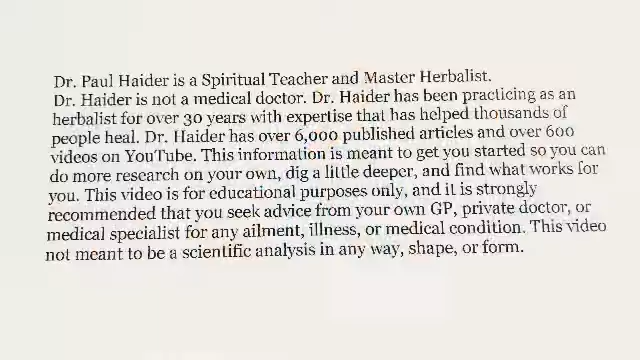 Dr. Paul Haider is a Spiritual Teacher and Master Herbalist.
Dr. Haider is not a medical doctor. Dr. Haider has been practicing as an
herbalist for over 30 years with expertise that has helped thousands of
people heal. Dr. Haider has over 6,000 published articles and over 600
videos on YouTube. This information is meant to get you started so you can
do more research on your own, dig a little deeper, and find what works for
you. This video is for educational purposes only, and it is strongly
recommended that you seek advice from your own GP, private doctor, or
medical specialist for any ailment, illness, or medical condition. This video
not meant to be a scientific analysis in any way, shape, or form.